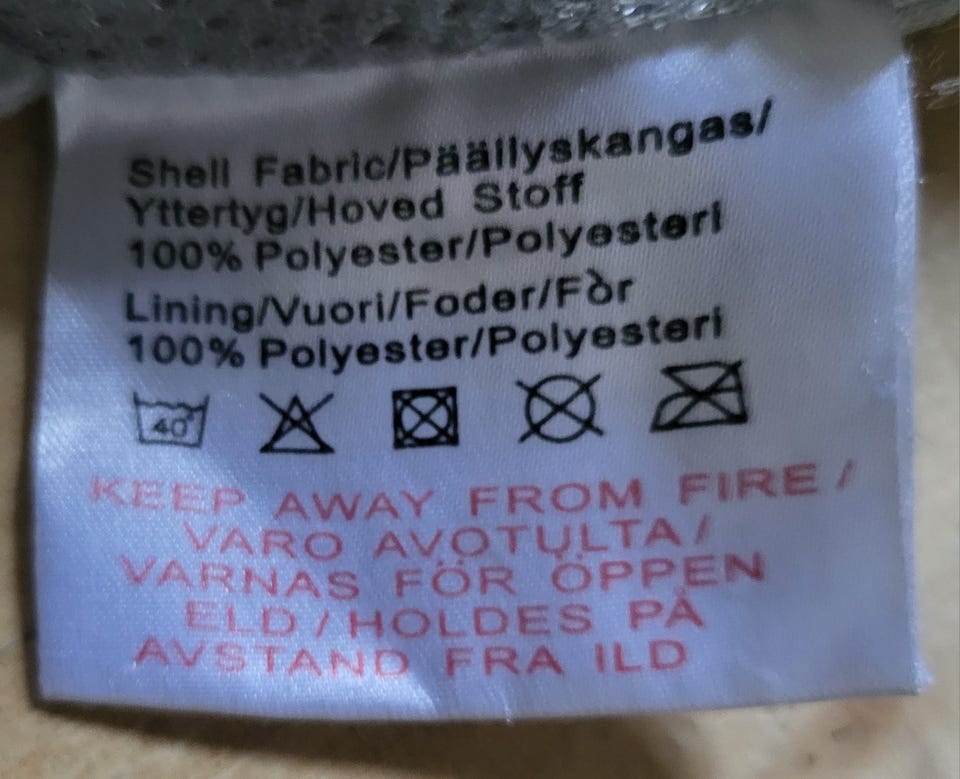 Shell Fabric/Päällyskangas/
Yttertyg/Hoved Stoff
100% Polyester/Polyesteri
Lining/Vuori/Foder/Fòr
100% Polyester/Polyesteri
40°
KEEP AWAY FROM FIRE /
VARO AVOTULTA /
VARNAS FÖR ÖPPEN
ELD / HOLDES PÅ
AVSTAND FRA ILD